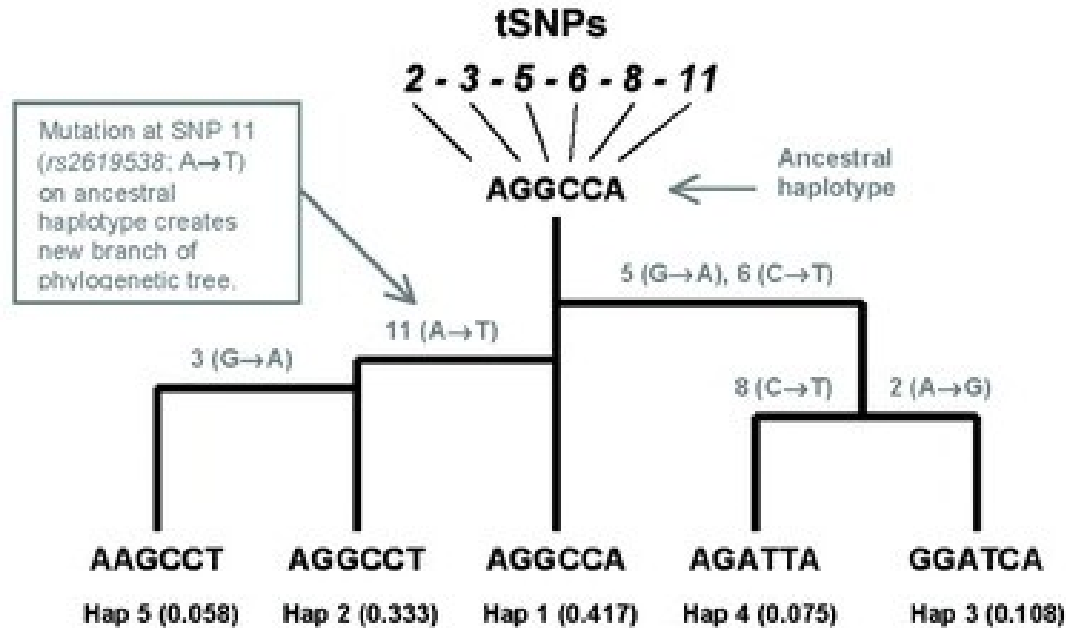 tSNPs
2 - 3 - 5 - 6 - 8 - 11
Mutation at SNP 11
(rs2619538; A→T)
on ancestral
haplotype creates
new branch of
phylogenetic tree.
AGGCCA
Ancestral
haplotype
5 (G→A), 6 (C→T)
11 (A→T)
3 (G→A)
8 (C→T)
2 (A→G)
AAGCCT
AGGCCT
AGGCCA
AGATTA
GGATCA
Hap 5 (0.058)
Hap 2 (0.333)
Hap 1 (0.417)
Hap 4 (0.075)
Hap 3 (0.108)